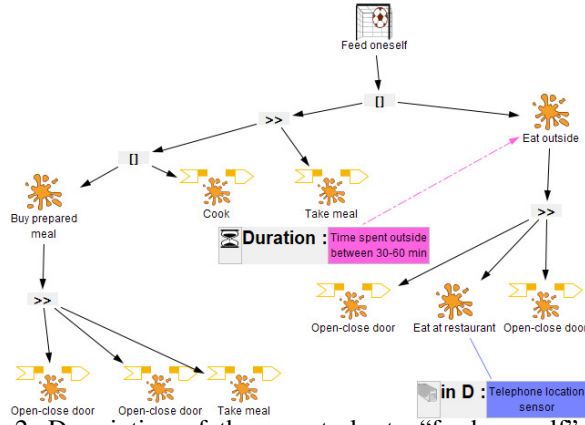 Feed oneself
[]
>>
[]
Eat outside
Buy prepared
meal
Cook
Take meal
Duration :
Time spent outside
between 30-60 min
>>
>>
Open-close door
Eat at restaurant
Open-close door
Open-close door
Open-close door
Take meal
in D :
Telephone location
sensor